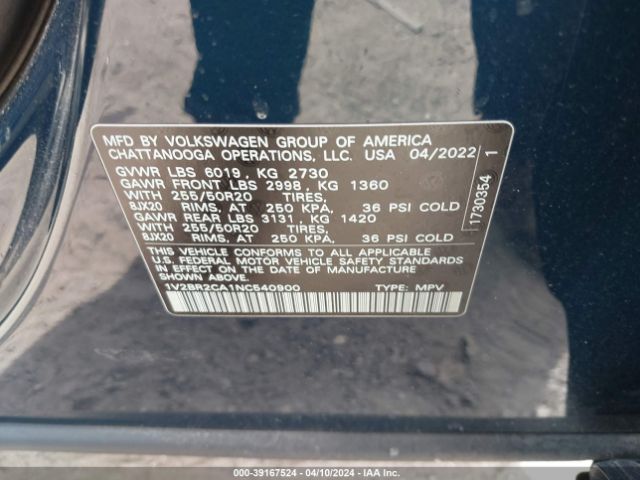 MFD BY VOLKSWAGEN GROUP OF AMERICA
CHATTANOOGA OPERATIONS, LLC. USA 04/2022
GVWR LBS 6019, KG 2730
GAWR FRONT LBS 2998, KG 1360
WITH 255/50R20 TIRES,
8JX20 RIMS, AT 250 KPA, 36 PSI COLD
GAWR REAR LBS 3131, KG 1420
WITH 255/50R20 TIRES,
8JX20 RIMS, AT 250 KPA, 36 PSI COLD
THIS VEHICLE CONFORMS TO ALL APPLICABLE
U.S. FEDERAL MOTOR VEHICLE SAFETY STANDARDS
IN EFFECT ON THE DATE OF MANUFACTURE
SHOWN ABOVE.
1V2BR2CA1NC540900 TYPE: MPV
1730354 1
000-39167524 - 04/10/2024 - IAA Inc.